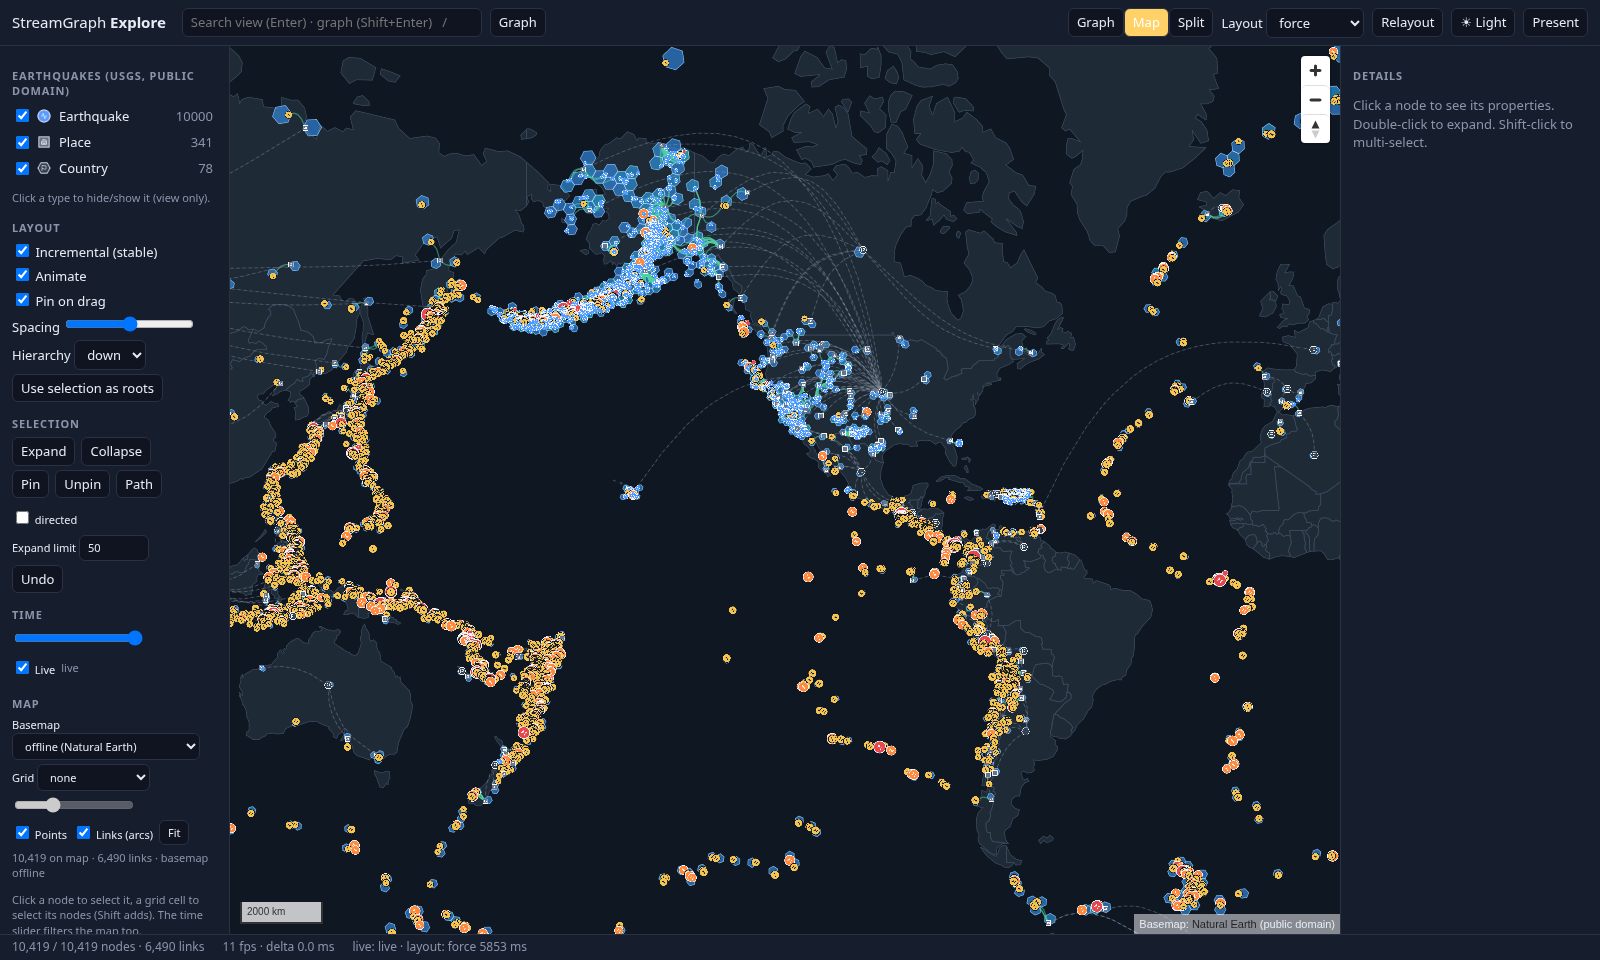 StreamGraph Explore
Search view (Enter) · graph (Shift+Enter) /
Graph
Graph
Map
Split
Layout
force
Relayout
☀ Light
Present
EARTHQUAKES (USGS, PUBLIC
DOMAIN)
Earthquake 10000
Place 341
Country 78
Click a type to hide/show it (view only).
LAYOUT
Incremental (stable)
Animate
Pin on drag
Spacing
Hierarchy down
Use selection as roots
SELECTION
Expand Collapse
Pin Unpin Path
directed
Expand limit 50
Undo
TIME
Live live
MAP
Basemap
offline (Natural Earth)
Grid none
Points Links (arcs) Fit
10,419 on map · 6,490 links · basemap
offline
Click a node to select it, a grid cell to
select its nodes (Shift adds). The time
slider filters the map too.
2000 km
Basemap: Natural Earth (public domain)
DETAILS
Click a node to see its properties.
Double-click to expand. Shift-click to
multi-select.
10,419 / 10,419 nodes · 6,490 links 11 fps · delta 0.0 ms live: live · layout: force 5853 ms